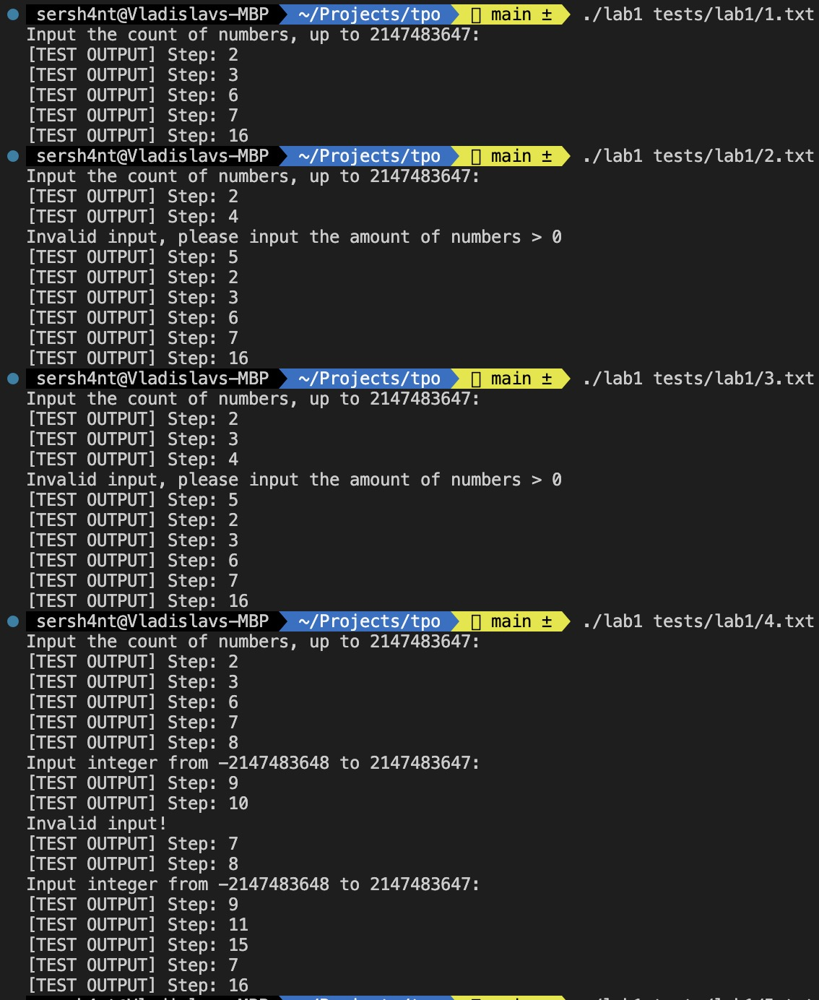 sersh4nt@Vladislavs-MBP ~/Projects/tpo main ± ./lab1 tests/lab1/1.txt
Input the count of numbers, up to 2147483647:
[TEST OUTPUT] Step: 2
[TEST OUTPUT] Step: 3
[TEST OUTPUT] Step: 6
[TEST OUTPUT] Step: 7
[TEST OUTPUT] Step: 16
sersh4nt@Vladislavs-MBP ~/Projects/tpo main ± ./lab1 tests/lab1/2.txt
Input the count of numbers, up to 2147483647:
[TEST OUTPUT] Step: 2
[TEST OUTPUT] Step: 4
Invalid input, please input the amount of numbers > 0
[TEST OUTPUT] Step: 5
[TEST OUTPUT] Step: 2
[TEST OUTPUT] Step: 3
[TEST OUTPUT] Step: 6
[TEST OUTPUT] Step: 7
[TEST OUTPUT] Step: 16
sersh4nt@Vladislavs-MBP ~/Projects/tpo main ± ./lab1 tests/lab1/3.txt
Input the count of numbers, up to 2147483647:
[TEST OUTPUT] Step: 2
[TEST OUTPUT] Step: 3
[TEST OUTPUT] Step: 4
Invalid input, please input the amount of numbers > 0
[TEST OUTPUT] Step: 5
[TEST OUTPUT] Step: 2
[TEST OUTPUT] Step: 3
[TEST OUTPUT] Step: 6
[TEST OUTPUT] Step: 7
[TEST OUTPUT] Step: 16
sersh4nt@Vladislavs-MBP ~/Projects/tpo main ± ./lab1 tests/lab1/4.txt
Input the count of numbers, up to 2147483647:
[TEST OUTPUT] Step: 2
[TEST OUTPUT] Step: 3
[TEST OUTPUT] Step: 6
[TEST OUTPUT] Step: 7
[TEST OUTPUT] Step: 8
Input integer from -2147483648 to 2147483647:
[TEST OUTPUT] Step: 9
[TEST OUTPUT] Step: 10
Invalid input!
[TEST OUTPUT] Step: 7
[TEST OUTPUT] Step: 8
Input integer from -2147483648 to 2147483647:
[TEST OUTPUT] Step: 9
[TEST OUTPUT] Step: 11
[TEST OUTPUT] Step: 15
[TEST OUTPUT] Step: 7
[TEST OUTPUT] Step: 16